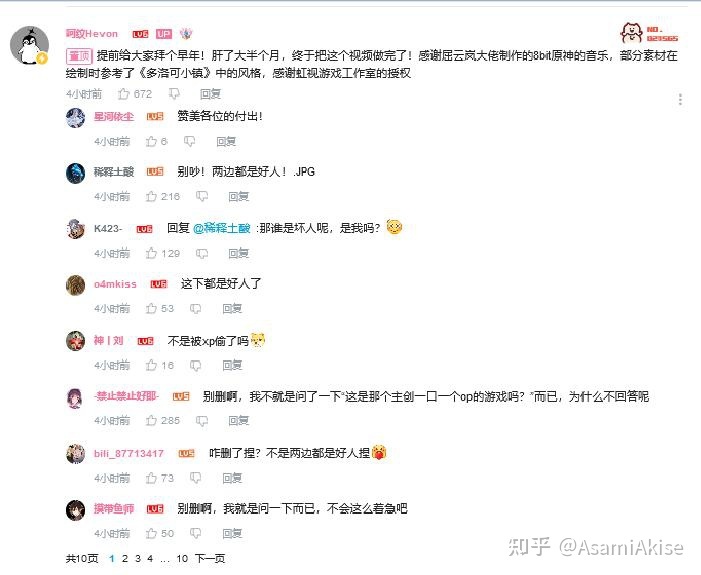 呵纹Hevon LV6 UP NO. 021565
置顶 提前给大家拜个早年！肝了大半个月，终于把这个视频做完了！感谢屈云岚大佬制作的8bit原神的音乐，部分素材在
绘制时参考了《多洛可小镇》中的风格，感谢虹视游戏工作室的授权
4小时前 672 回复
星河依尘 LV5 赞美各位的付出！
4小时前 6 回复
稀释土酸 LV5 别吵！两边都是好人！.JPG
4小时前 216 回复
K423- LV6 回复 @稀释土酸 :那谁是坏人呢，是我吗？
4小时前 129 回复
o4mkiss LV6 这下都是好人了
4小时前 53 回复
神丨刘 LV6 不是被xp偷了吗
4小时前 16 回复
-禁止禁止好耶- LV5 别删啊，我不就是问了一下“这是那个主创一口一个op的游戏吗？”而已，为什么不回答呢
4小时前 285 回复
bili_87713417 LV5 咋删了捏？不是两边都是好人捏
4小时前 73 回复
摸带鱼师 LV6 别删啊，我就是问一下而已。不会这么着急吧
4小时前 50 回复
共10页 1 2 3 4 ... 10 下一页
知乎 @AsamiAkise